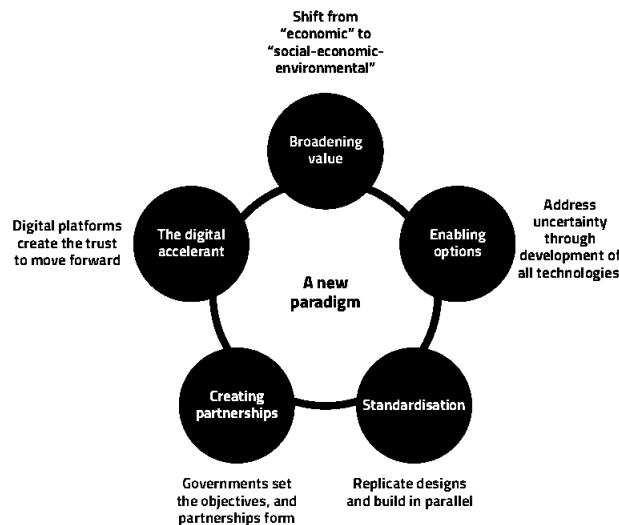 Shift from
“economic” to
“social-economic-
environmental”
Broadening
value
Enabling
options
Address
uncertainty
through
development of
all technologies
Standardisation
Replicate designs
and build in parallel
Creating
partnerships
Governments set
the objectives, and
partnerships form
The digital
accelerant
Digital platforms
create the trust
to move forward
A new
paradigm